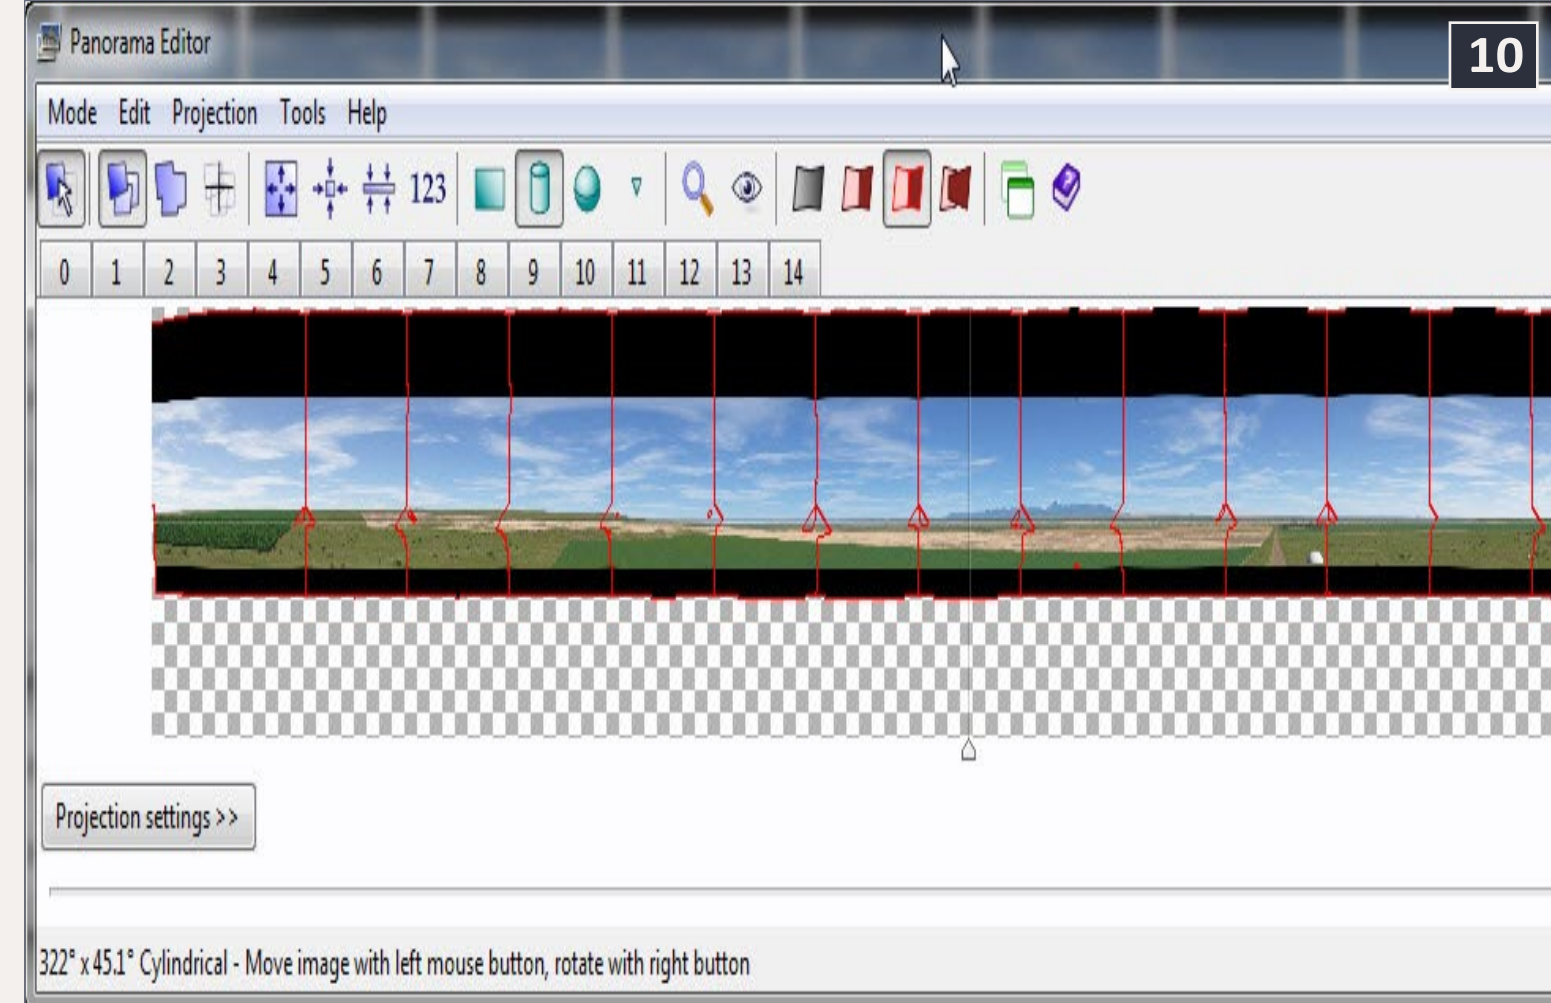 Panorama Editor
10
Mode Edit Projection Tools Help
123
0 1 2 3 4 5 6 7 8 9 10 11 12 13 14
Projection settings >>
322° x 45.1° Cylindrical - Move image with left mouse button, rotate with right button